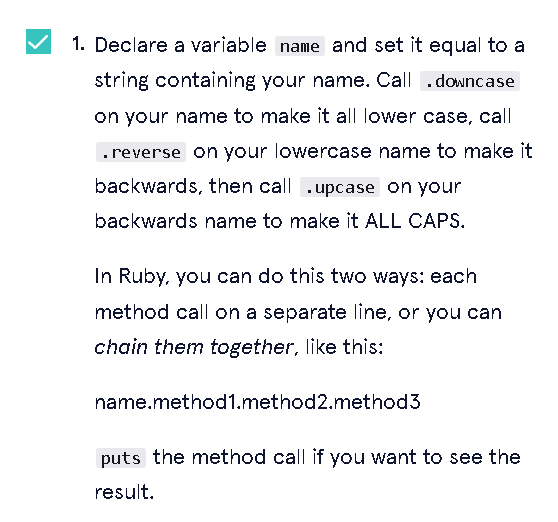 1. Declare a variable name and set it equal to a
string containing your name. Call .downcase
on your name to make it all lower case, call
.reverse on your lowercase name to make it
backwards, then call .upcase on your
backwards name to make it ALL CAPS.
In Ruby, you can do this two ways: each
method call on a separate line, or you can
chain them together, like this:
name.method1.method2.method3
puts the method call if you want to see the
result.